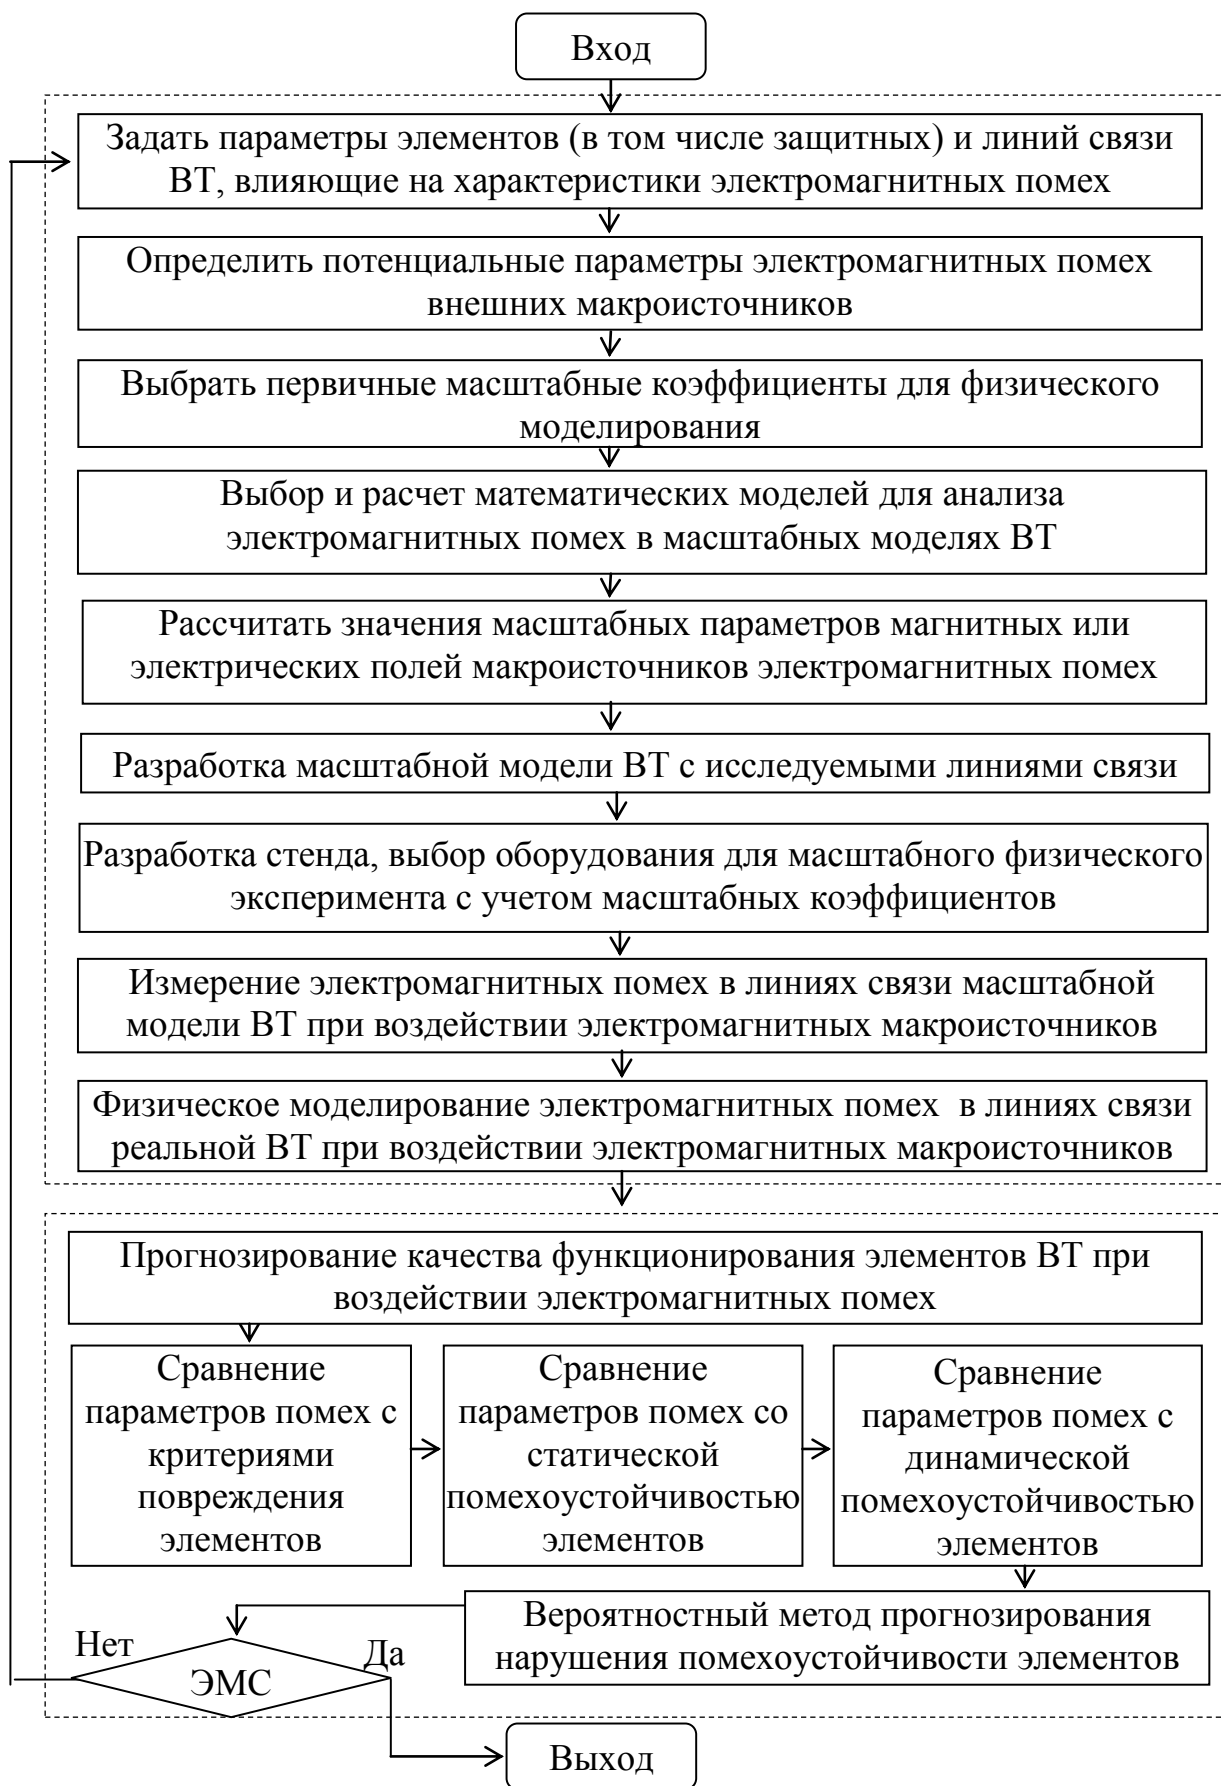 Вход
Задать параметры элементов (в том числе защитных) и линий связи
ВТ, влияющие на характеристики электромагнитных помех
Определить потенциальные параметры электромагнитных помех
внешних макроисточников
Выбрать первичные масштабные коэффициенты для физического
моделирования
Выбор и расчет математических моделей для анализа
электромагнитных помех в масштабных моделях ВТ
Рассчитать значения масштабных параметров магнитных или
электрических полей макроисточников электромагнитных помех
Разработка масштабной модели ВТ с исследуемыми линиями связи
Разработка стенда, выбор оборудования для масштабного физического
эксперимента с учетом масштабных коэффициентов
Измерение электромагнитных помех в линиях связи масштабной
модели ВТ при воздействии электромагнитных макроисточников
Физическое моделирование электромагнитных помех в линиях связи
реальной ВТ при воздействии электромагнитных макроисточников
Прогнозирование качества функционирования элементов ВТ при
воздействии электромагнитных помех
Сравнение
параметров помех с
критериями
повреждения
элементов
Сравнение
параметров помех со
статической
помехоустойчивостью
элементов
Сравнение
параметров помех с
динамической
помехоустойчивостью
элементов
Вероятностный метод прогнозирования
нарушения помехоустойчивости элементов
Нет
Да
ЭМС
Выход